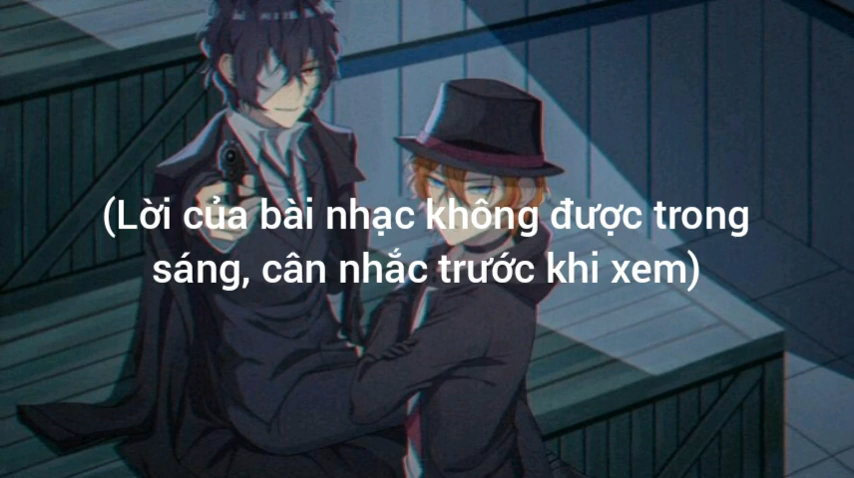 (Lời của bài nhạc không được trong
sáng, cân nhắc trước khi xem)